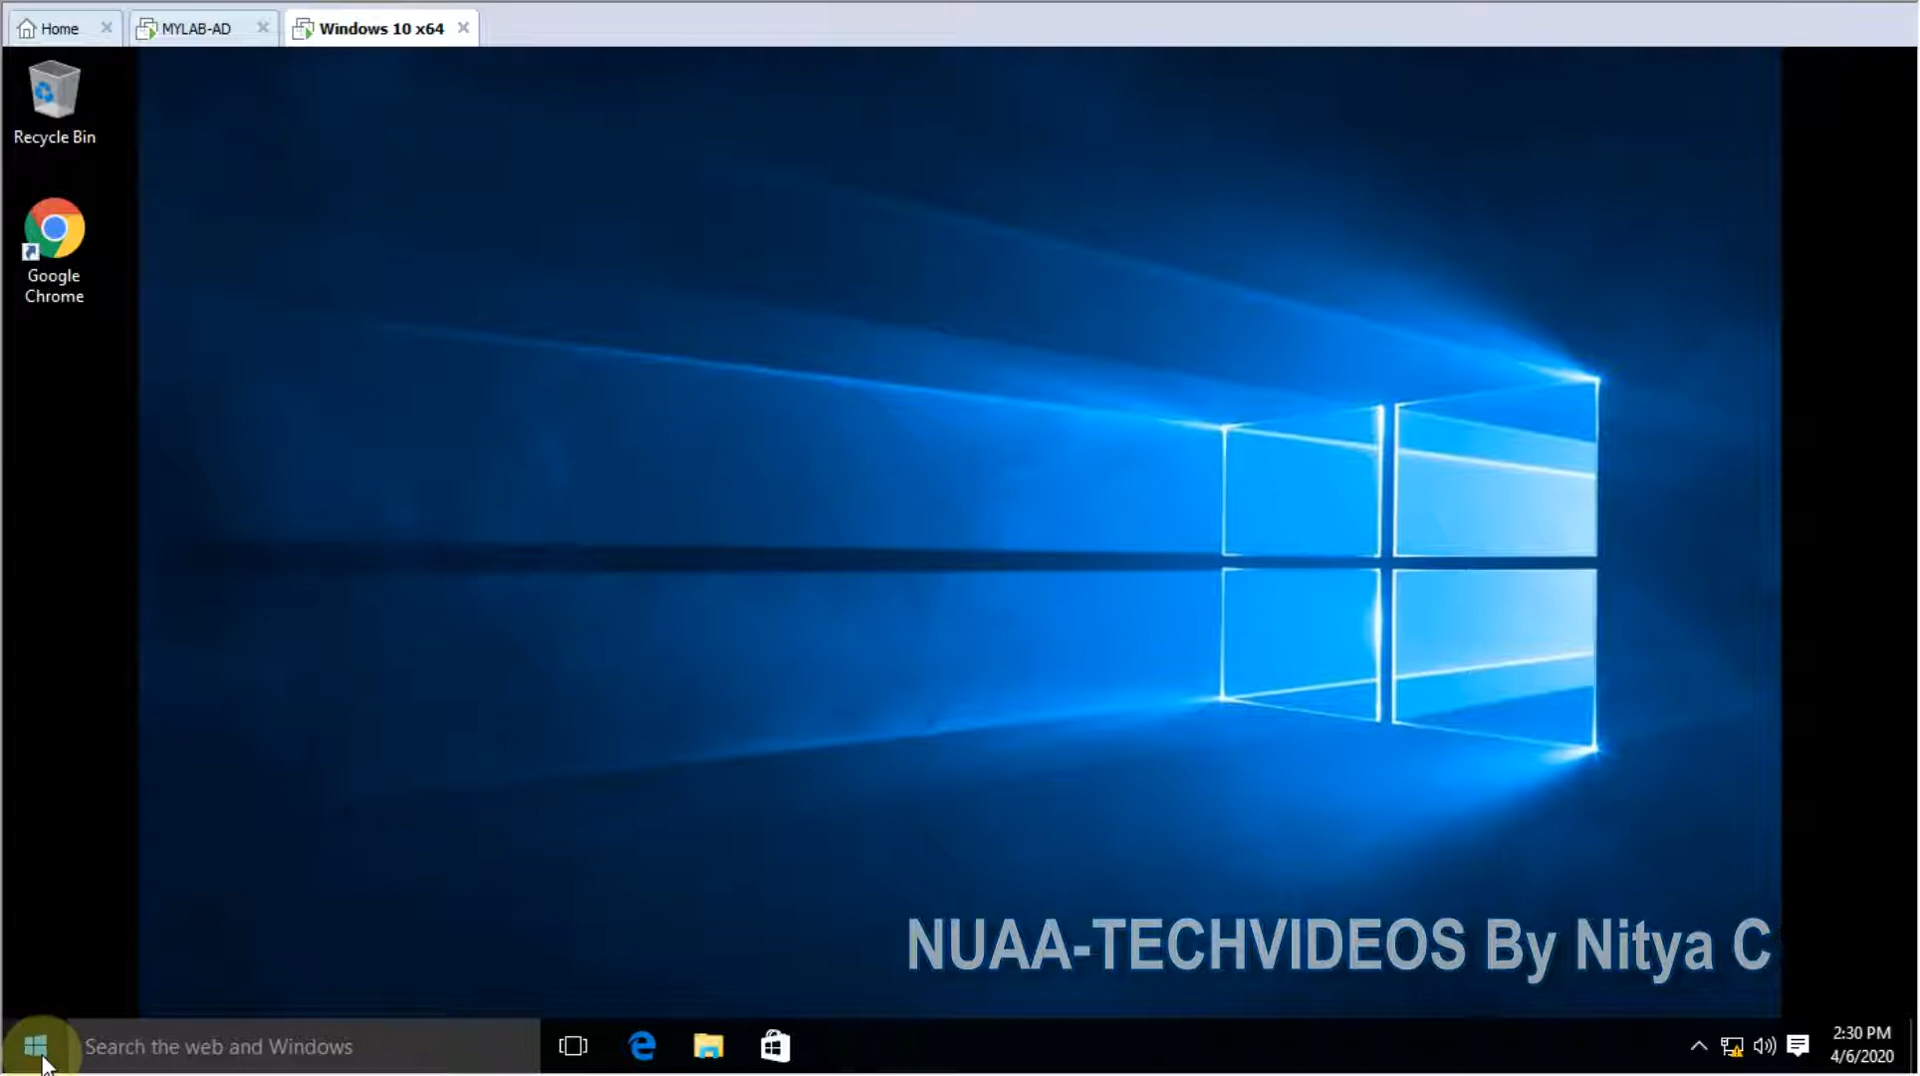 Home
MYLAB-AD
Windows 10 x64
Recycle Bin
Google
Chrome
NUAA-TECHVIDEOS By Nitya C
Search the web and Windows
2:30 PM
4/6/2020